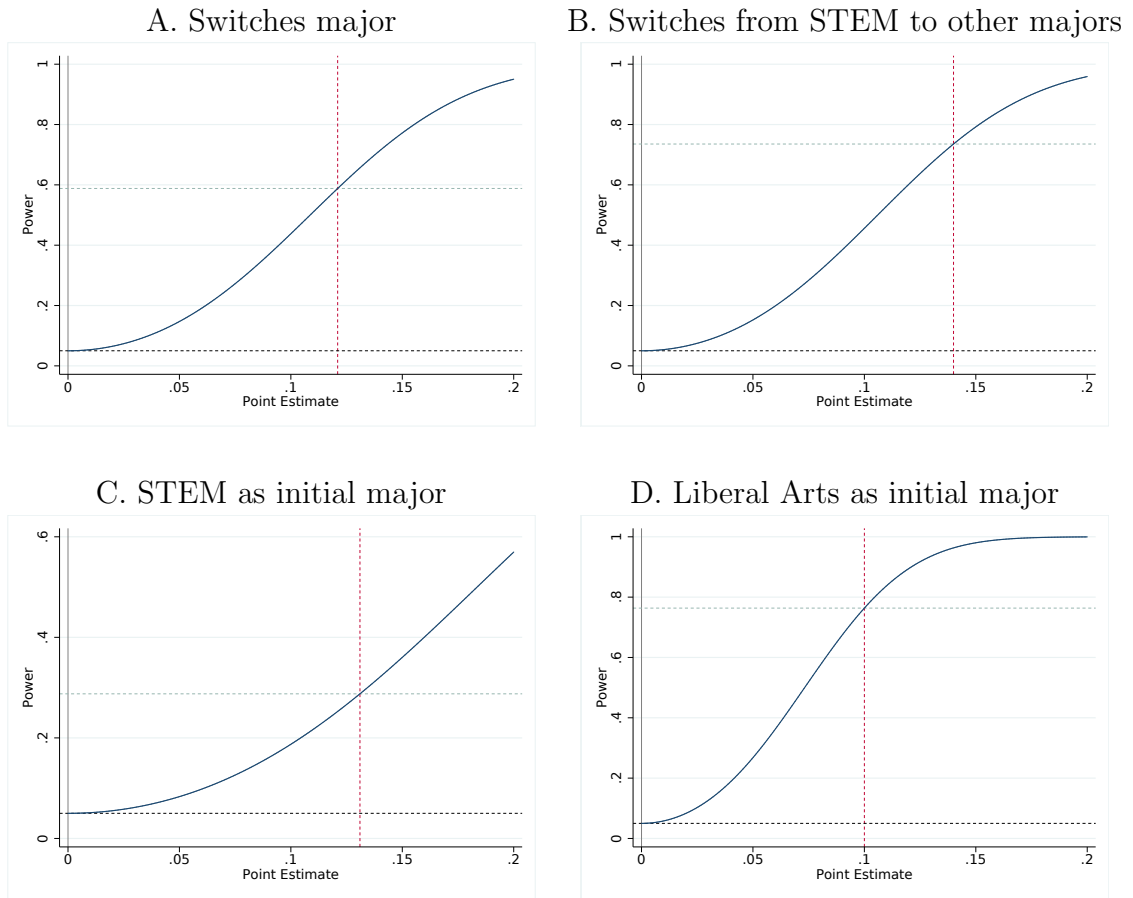 A. Switches major
1
.8
.6
.4
.2
0
Power
0 .05 .1 .15 .2
Point Estimate
B. Switches from STEM to other majors
1
.8
.6
.4
.2
0
Power
0 .05 .1 .15 .2
Point Estimate
C. STEM as initial major
.6
.4
.2
0
Power
0 .05 .1 .15 .2
Point Estimate
D. Liberal Arts as initial major
1
.8
.6
.4
.2
0
Power
0 .05 .1 .15 .2
Point Estimate